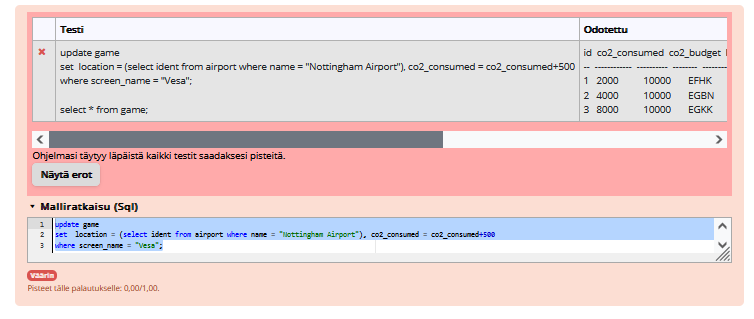 Testi Odotettu
update game id co2_consumed co2_budget
set location = (select ident from airport where name = "Nottingham Airport"), co2_consumed = co2_consumed+500 -- ------------ ---------- -------- --------
where screen_name = "Vesa"; 1 2000 10000 EFHK
2 4000 10000 EGBN
select * from game; 3 8000 10000 EGKK
Ohjelmasi täytyy läpäistä kaikki testit saadaksesi pisteitä.
Näytä erot
Malliratkaisu (Sql)
1 update game
2 set location = (select ident from airport where name = "Nottingham Airport"), co2_consumed = co2_consumed+500
3 where screen_name = "Vesa";
Väärin
Pisteet tälle palautukselle: 0,00/1,00.